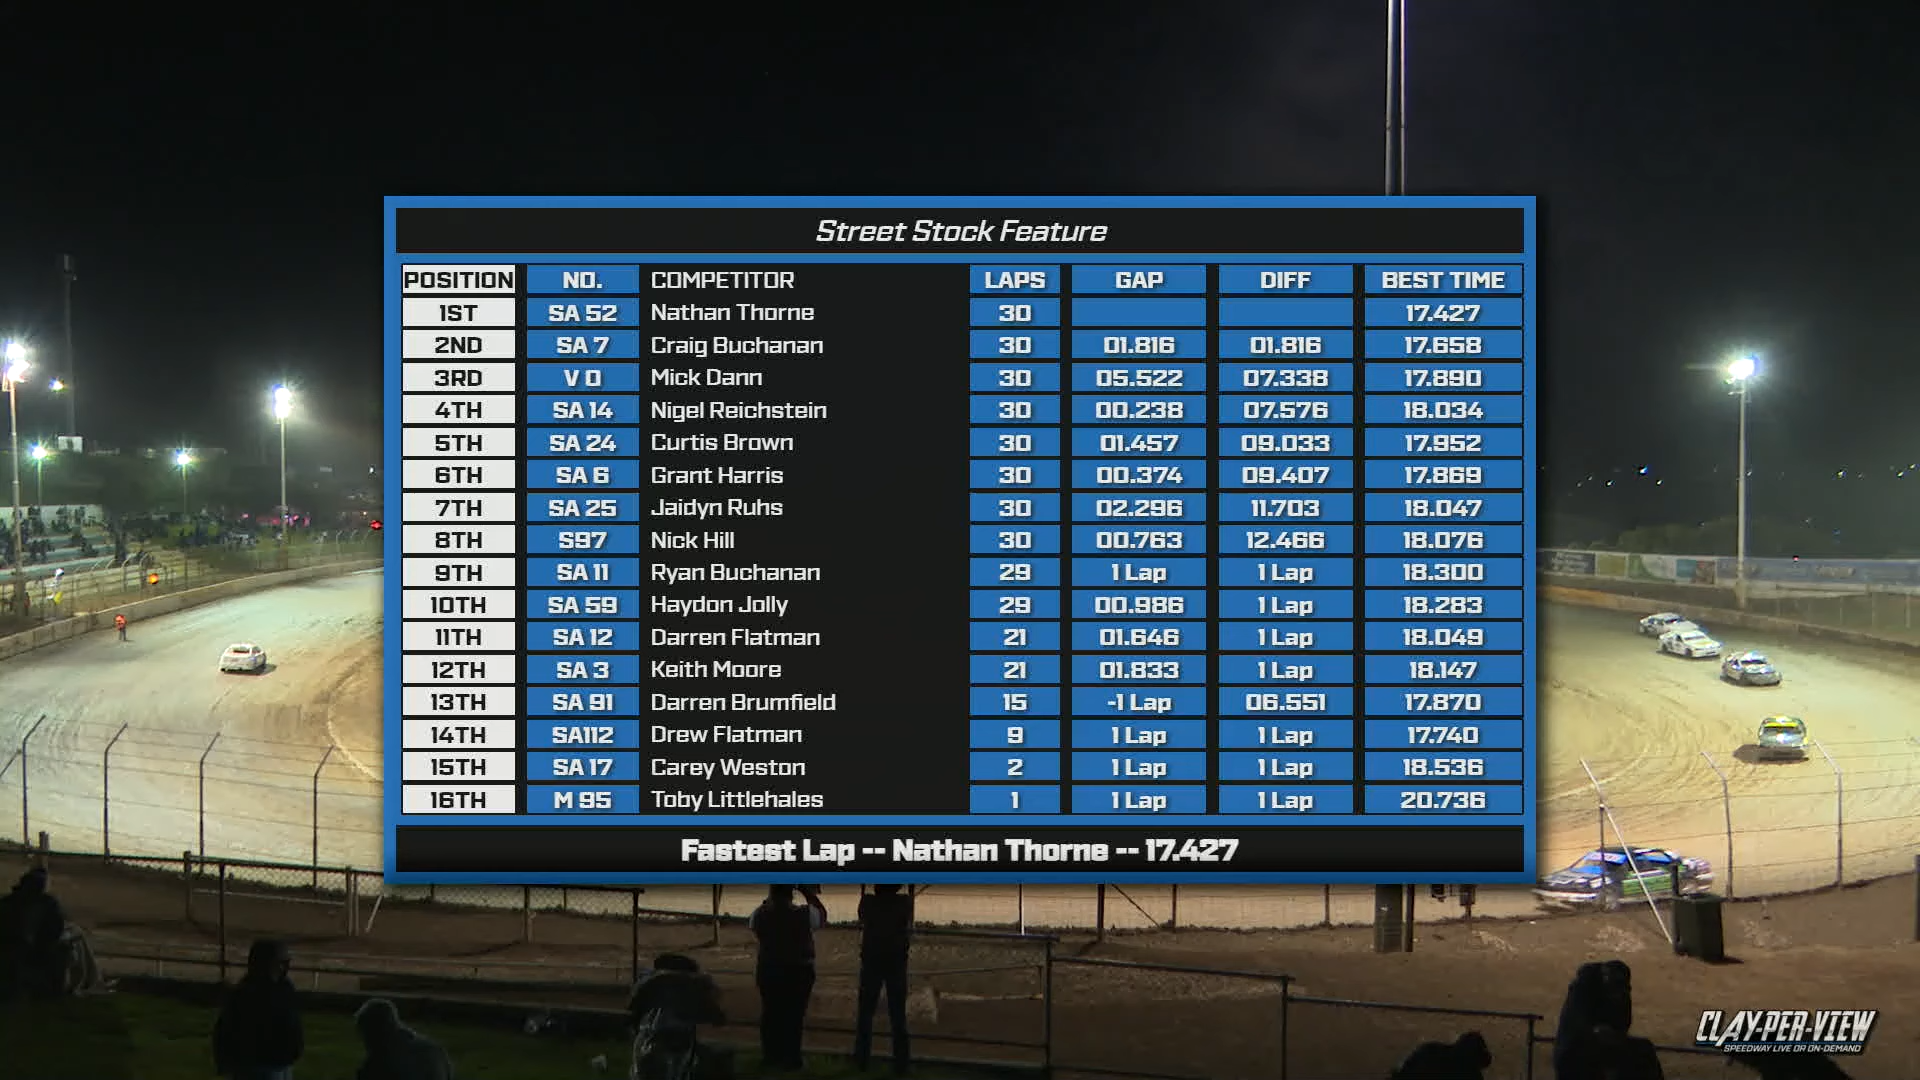 Street Stock Feature
POSITION NO. COMPETITOR LAPS GAP DIFF BEST TIME
1ST SA 52 Nathan Thorne 30 17.427
2ND SA 7 Craig Buchanan 30 01.816 01.816 17.658
3RD V 0 Mick Dann 30 05.522 07.338 17.890
4TH SA 14 Nigel Reichstein 30 00.238 07.576 18.034
5TH SA 24 Curtis Brown 30 01.457 09.033 17.952
6TH SA 6 Grant Harris 30 00.374 09.407 17.869
7TH SA 25 Jaidyn Ruhs 30 02.296 11.703 18.047
8TH S97 Nick Hill 30 00.763 12.466 18.076
9TH SA 11 Ryan Buchanan 29 1 Lap 1 Lap 18.300
10TH SA 59 Haydon Jolly 29 00.986 1 Lap 18.283
11TH SA 12 Darren Flatman 21 01.646 1 Lap 18.049
12TH SA 3 Keith Moore 21 01.833 1 Lap 18.147
13TH SA 91 Darren Brumfield 15 -1 Lap 06.551 17.870
14TH SA112 Drew Flatman 9 1 Lap 1 Lap 17.740
15TH SA 17 Carey Weston 2 1 Lap 1 Lap 18.536
16TH M 95 Toby Littlehales 1 1 Lap 1 Lap 20.736
Fastest Lap -- Nathan Thorne -- 17.427
CLAY-PER-VIEW
SPEEDWAY LIVE OR ON-DEMAND